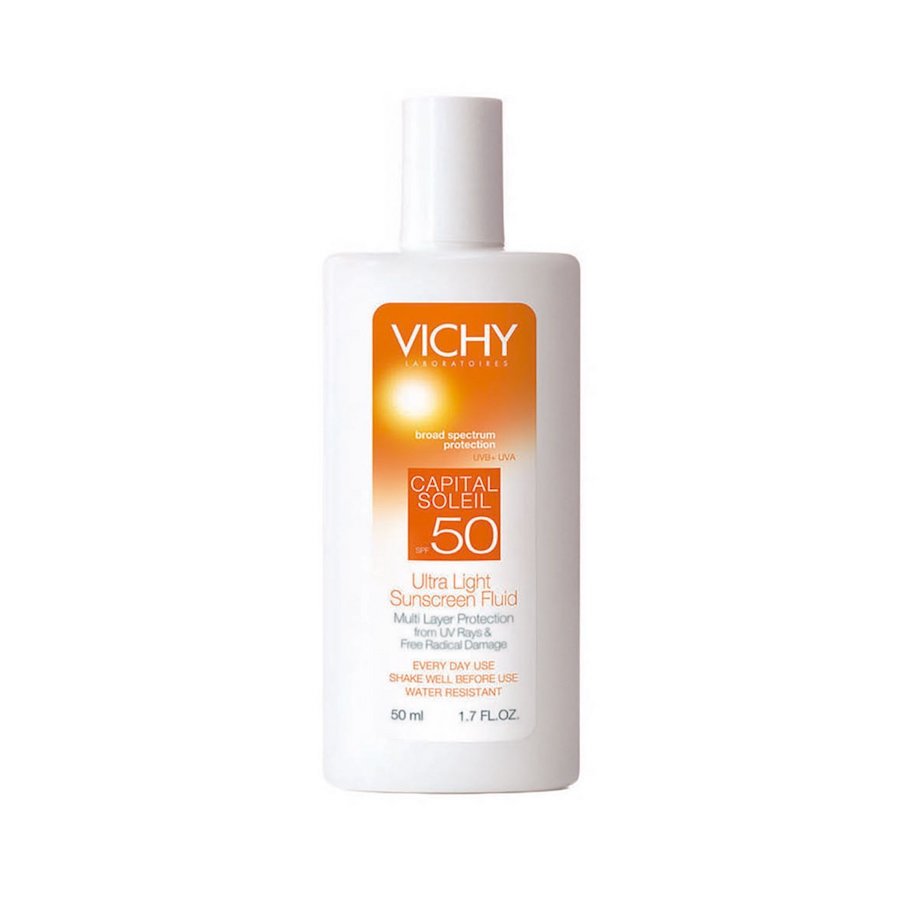 VICHY
LABORATOIRES
broad spectrum
protection
UVB+ UVA
CAPITAL
SOLEIL
SPF 50
Ultra Light
Sunscreen Fluid
Multi Layer Protection
from UV Rays &
Free Radical Damage
EVERY DAY USE
SHAKE WELL BEFORE USE
WATER RESISTANT
50 ml 1.7 FL.OZ.